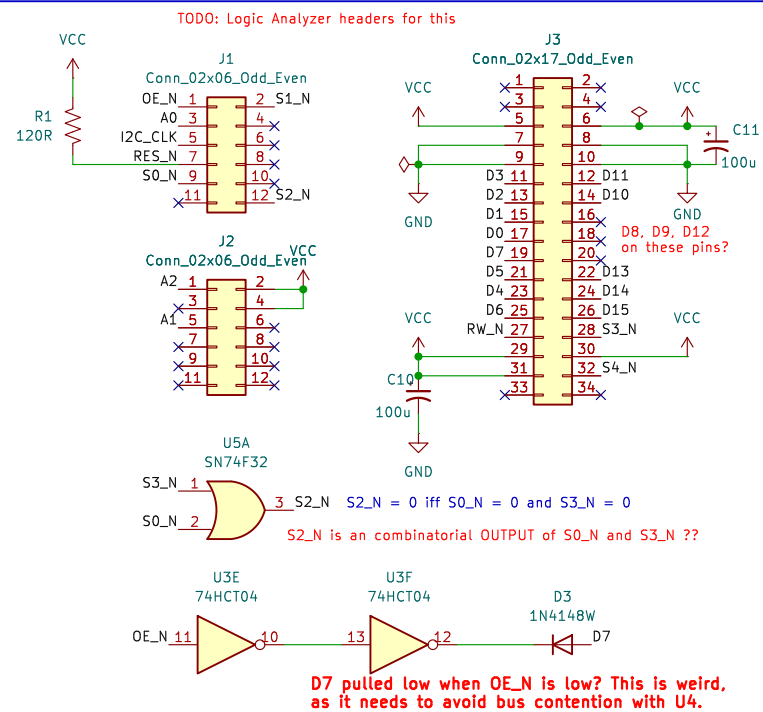 TODO: Logic Analyzer headers for this
VCC
R1
120R
J1
Conn_02x06_Odd_Even
OE_N 1 2 S1_N
A0 3 4
I2C_CLK 5 6
RES_N 7 8
S0_N 9 10
11 12 S2_N
J2
Conn_02x06_Odd_Even
VCC
A2 1 2
3 4
A1 5 6
7 8
9 10
11 12
J3
Conn_02x17_Odd_Even
VCC
VCC
1 2
3 4
5 6
7 8
9 10
D3 11 12 D11
D2 13 14 D10
D1 15 16
D0 17 18
D7 19 20
D5 21 22 D13
D4 23 24 D14
D6 25 26 D15
RW_N 27 28 S3_N
29 30
31 32 S4_N
33 34
C11
100u
GND
GND
D8, D9, D12
on these pins?
VCC
VCC
C10
100u
GND
U5A
SN74F32
S3_N 1
S0_N 2
3 S2_N
S2_N = 0 iff S0_N = 0 and S3_N = 0
S2_N is an combinatorial OUTPUT of S0_N and S3_N ??
U3E
74HCT04
U3F
74HCT04
D3
1N4148W
OE_N 11 10 13 12 D7
D7 pulled low when OE_N is low? This is weird,
as it needs to avoid bus contention with U4.